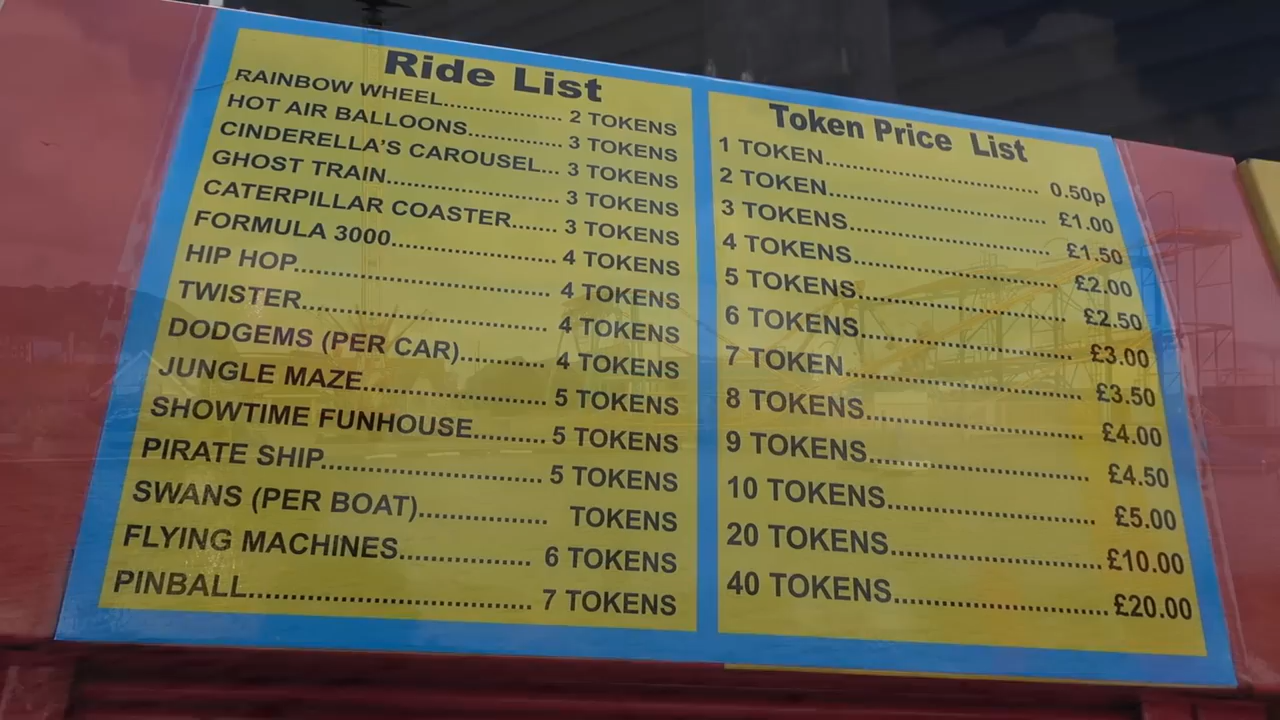 Ride List
RAINBOW WHEEL.................... 2 TOKENS
HOT AIR BALLOONS................ 3 TOKENS
CINDERELLA'S CAROUSEL... 3 TOKENS
GHOST TRAIN............................. 3 TOKENS
CATERPILLAR COASTER....... 3 TOKENS
FORMULA 3000........................... 4 TOKENS
HIP HOP......................................... 4 TOKENS
TWISTER........................................ 4 TOKENS
DODGEMS (PER CAR)............. 4 TOKENS
JUNGLE MAZE............................. 5 TOKENS
SHOWTIME FUNHOUSE........... 5 TOKENS
PIRATE SHIP................................... 5 TOKENS
SWANS (PER BOAT)................... TOKENS
FLYING MACHINES.................... 6 TOKENS
PINBALL........................................... 7 TOKENS
Token Price List
1 TOKEN................................. 0.50p
2 TOKEN................................. £1.00
3 TOKENS............................... £1.50
4 TOKENS............................... £2.00
5 TOKENS............................... £2.50
6 TOKENS................................ £3.00
7 TOKEN................................... £3.50
8 TOKENS................................. £4.00
9 TOKENS................................. £4.50
10 TOKENS............................... £5.00
20 TOKENS...............................£10.00
40 TOKENS................................£20.00